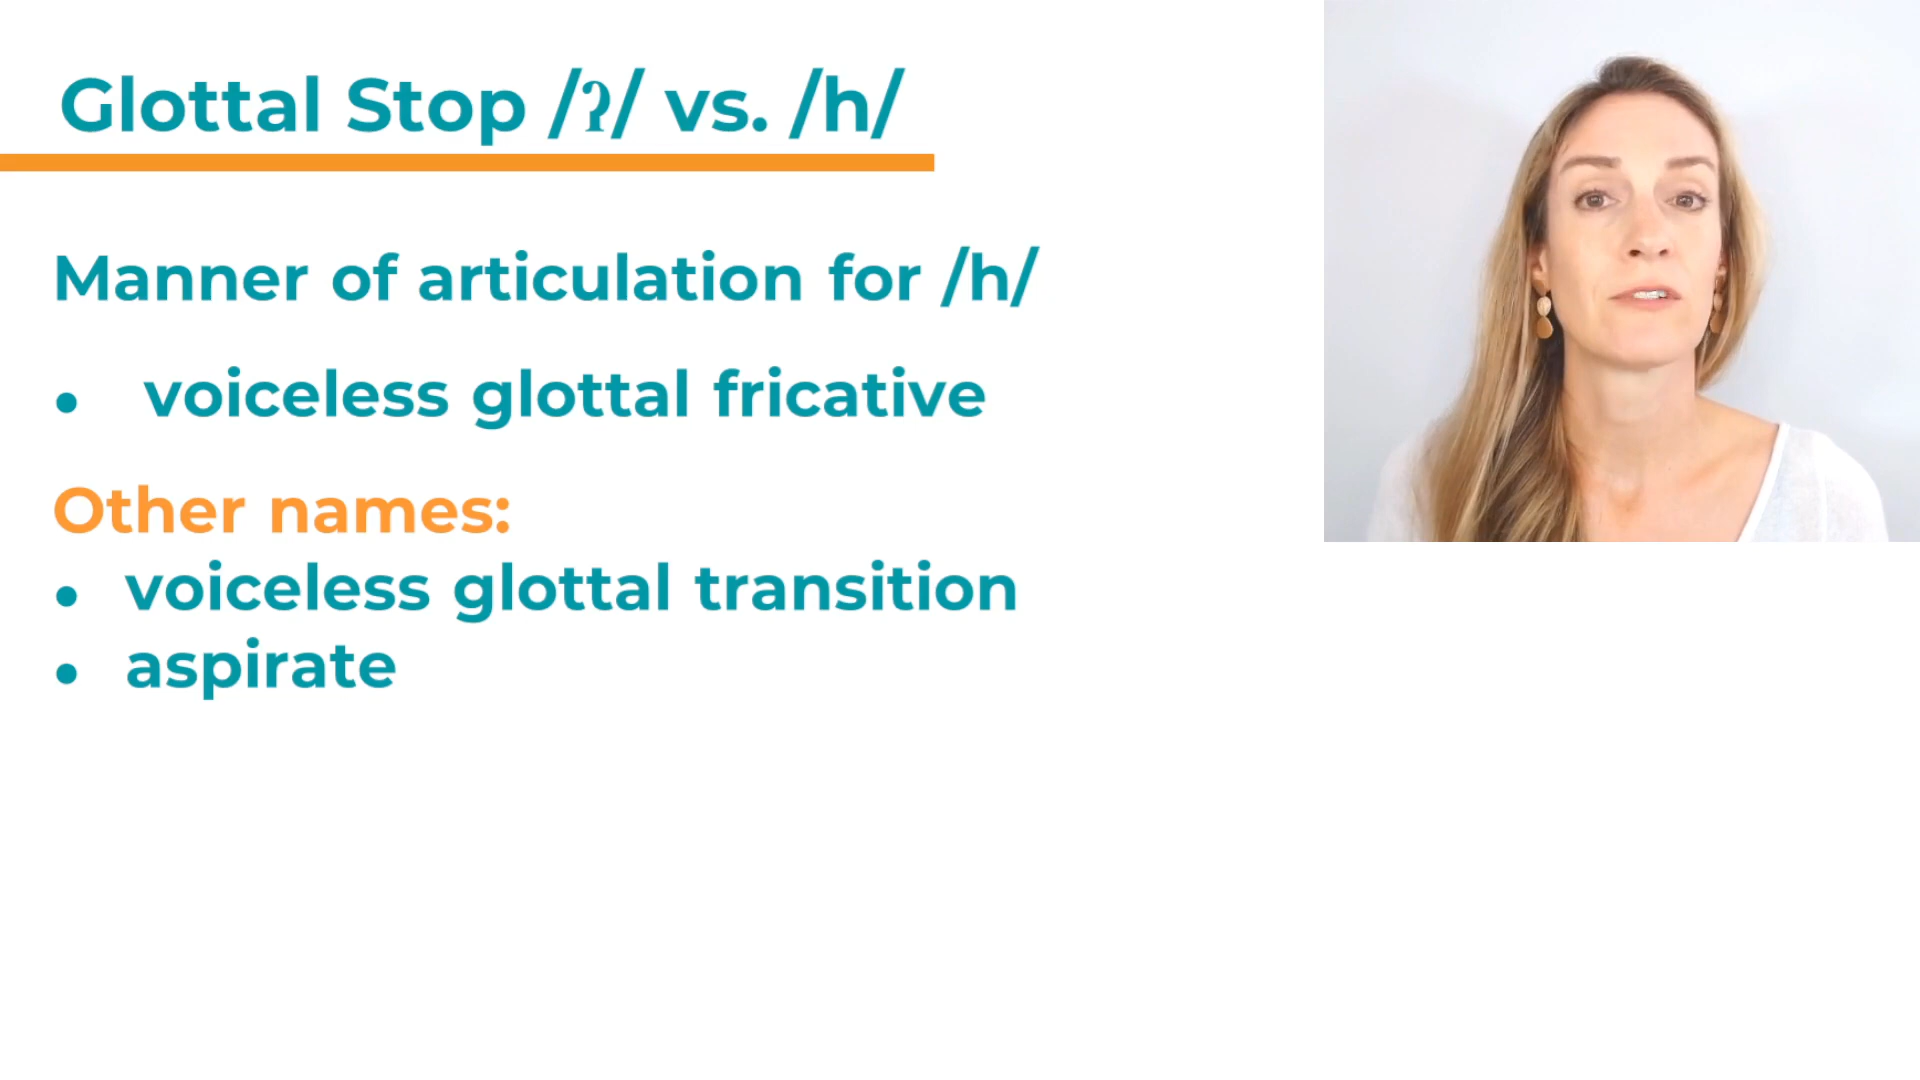 Glottal Stop /ʔ/ vs. /h/
Manner of articulation for /h/
• voiceless glottal fricative
Other names:
• voiceless glottal transition
• aspirate